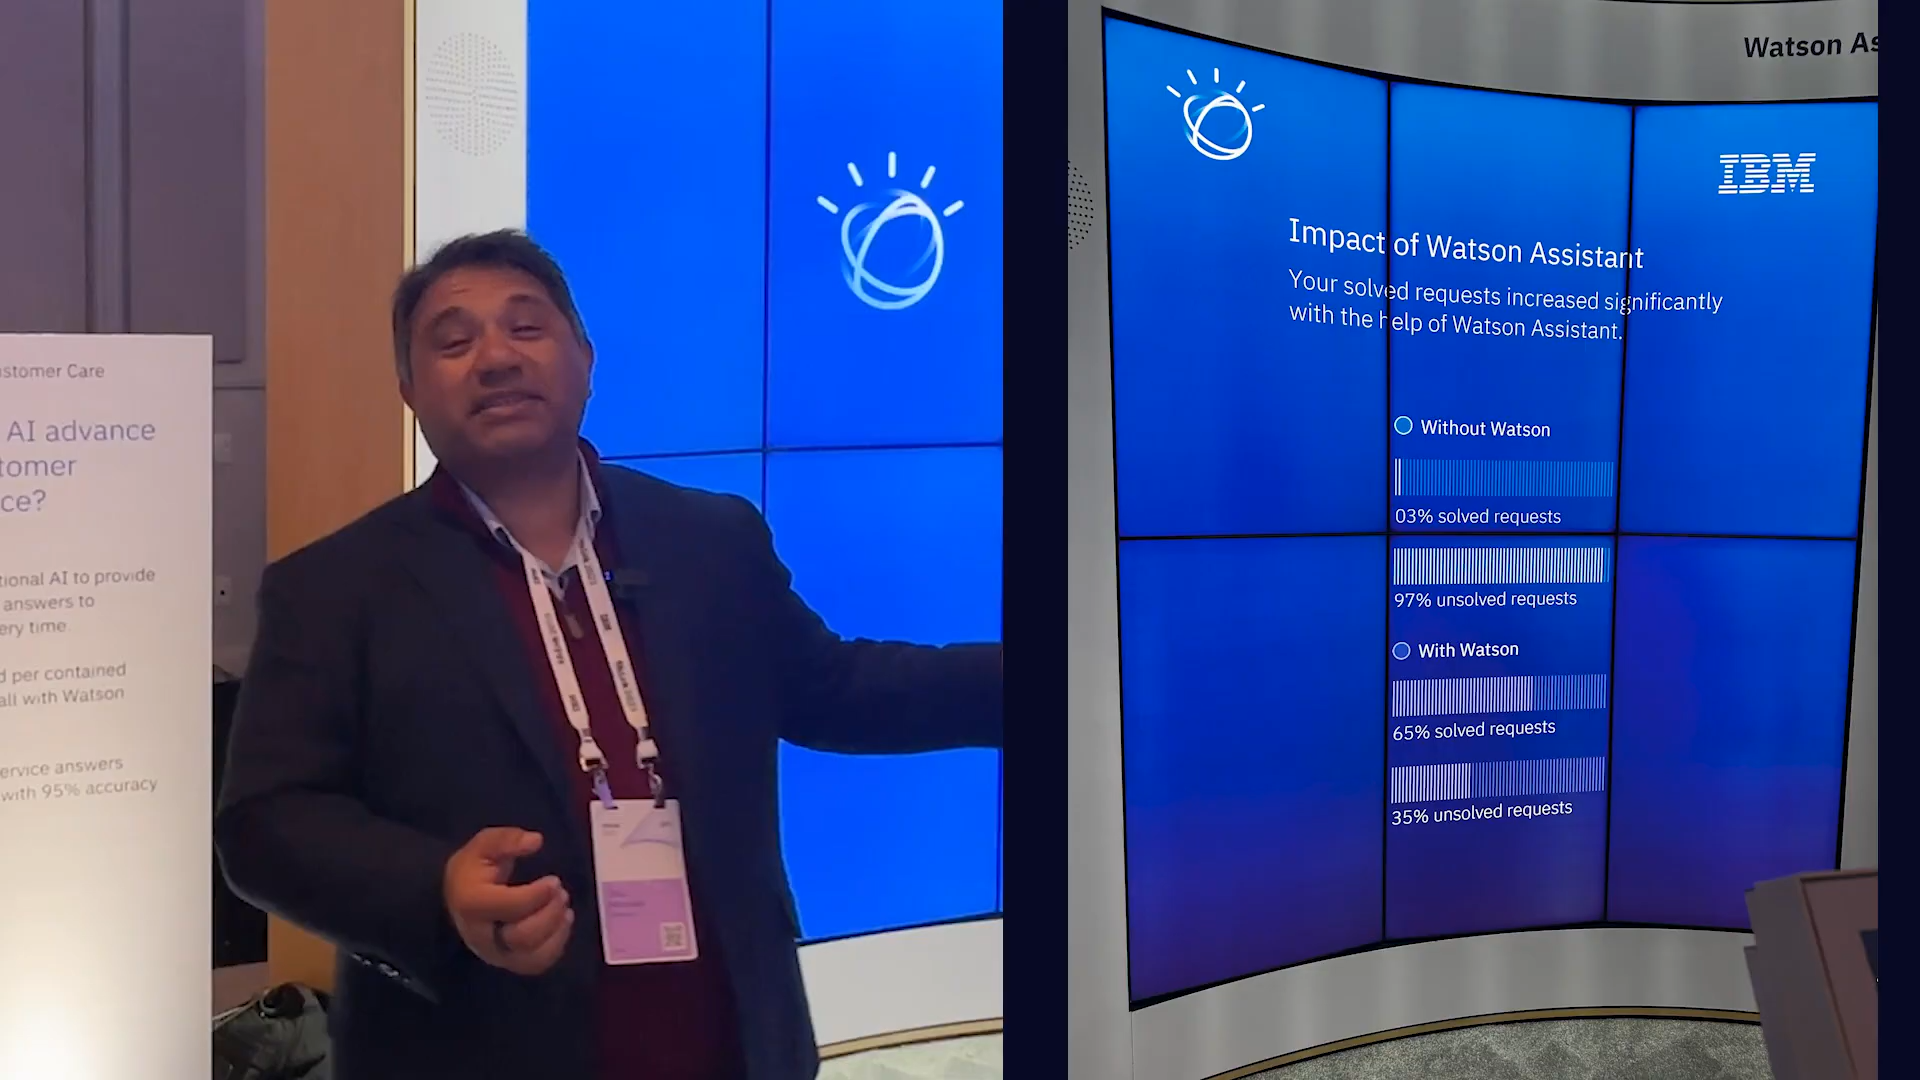 stomer Care
AI advance
tomer
ce?
tional AI to provide
answers to
ery time.
d per contained
all with Watson
ervice answers
with 95% accuracy
Watson As
IBM
Impact of Watson Assistant
Your solved requests increased significantly
with the help of Watson Assistant.
Without Watson
03% solved requests
97% unsolved requests
With Watson
65% solved requests
35% unsolved requests